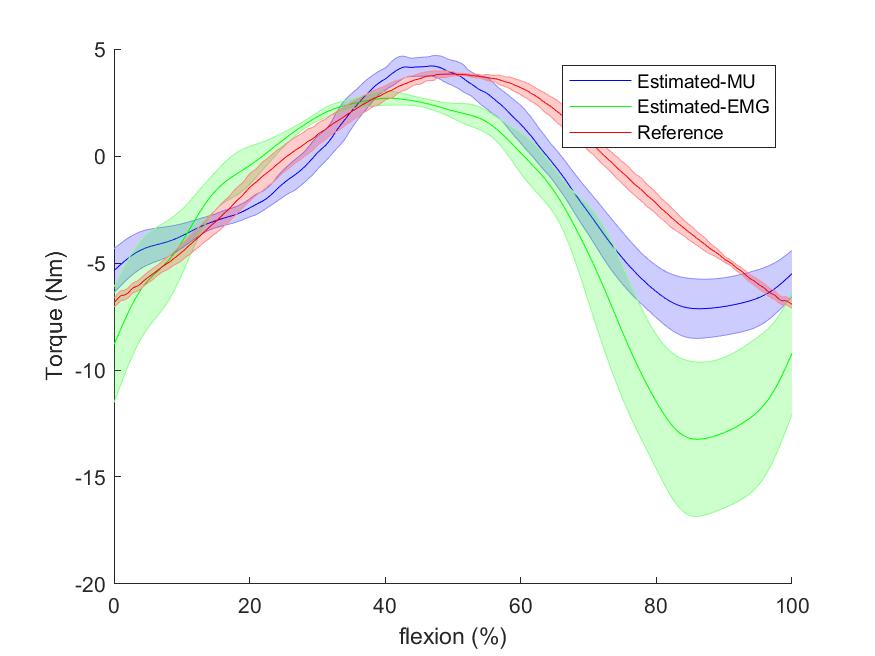 5
0
-5
-10
-15
-20
Torque (Nm)
Estimated-MU
Estimated-EMG
Reference
0 20 40 60 80 100
flexion (%)